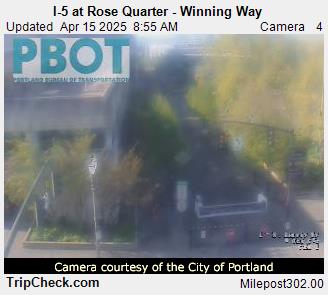 I-5 at Rose Quarter - Winning Way
Updated Apr 15 2025 8:55 AM Camera 4
PBOT
PORTLAND BUREAU OF TRANSPORTATION
Camera courtesy of the City of Portland
TripCheck.com Milepost302.00